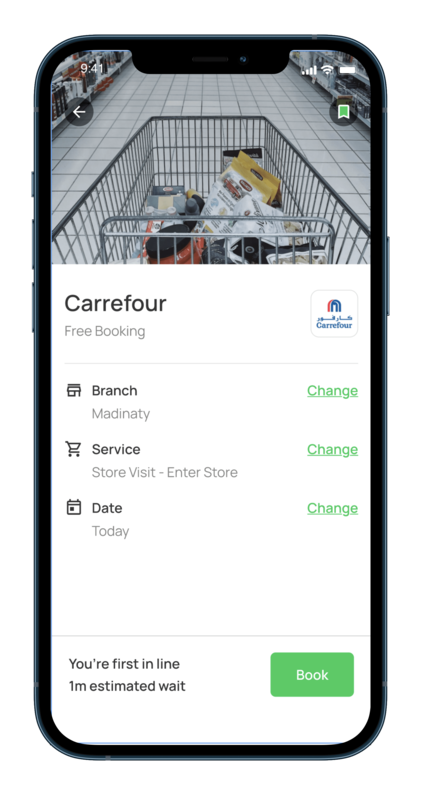 9:41
Carrefour
Free Booking
كارفور
Carrefour
Branch
Change
Madinaty
Service
Change
Store Visit - Enter Store
Date
Change
Today
You're first in line
1m estimated wait
Book